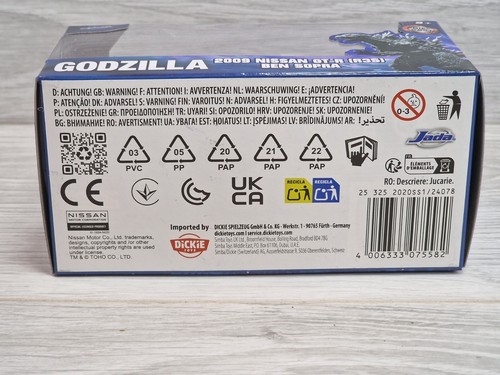 GODZILLA
2009 NISSAN GT-R (R35)
BEN SOPRA
D: ACHTUNG! GB: WARNING! F: ATTENTION! I: AVVERTENZA! NL: WAARSCHUWING! E: ¡ADVERTENCIA!
P: ATENÇÃO! DK: ADVARSEL! S: VARNING! FIN: VAROITUS! N: ADVARSEL! H: FIGYELMEZTETÉS! CZ: UPOZORNĚNÍ!
PL: OSTRZEŻENIE! GR: ΠΡΟΕΙΔΟΠΟΙΗΣΗ! TR: UYARI! SI: OPOZORILO! HRV: UPOZORENJE! SK: UPOZORNENIE!
BG: ВНИМАНИЕ! RO: AVERTISMENT! UA: УВАГА! EST: HOIATUS! LT: ĮSPĖJIMAS! LV: BRĪDINĀJUMS! AR: تحذير!
0-3
Jada
03
PVC
05
PP
20
PAP
21
PAP
22
PAP
FR
ÉLÉMENTS
D'EMBALLAGE
RO: Descriere: Jucarie.
CE
UK
CA
RECICLA
RECICLA
25 325 2020SS1/24078
NISSAN
Nissan Motor Co., Ltd. trademarks,
designs, copyrights and /or other
intellectual property rights are used
under license.
TM & © TOHO CO., LTD.
Imported by
DICKIE
TOYS
DICKIE SPIELZEUG GmbH & Co. KG · Werkstr. 1 · 90765 Fürth · Germany
dickietoys.com | service.dickietoys.com
4 006333 075582